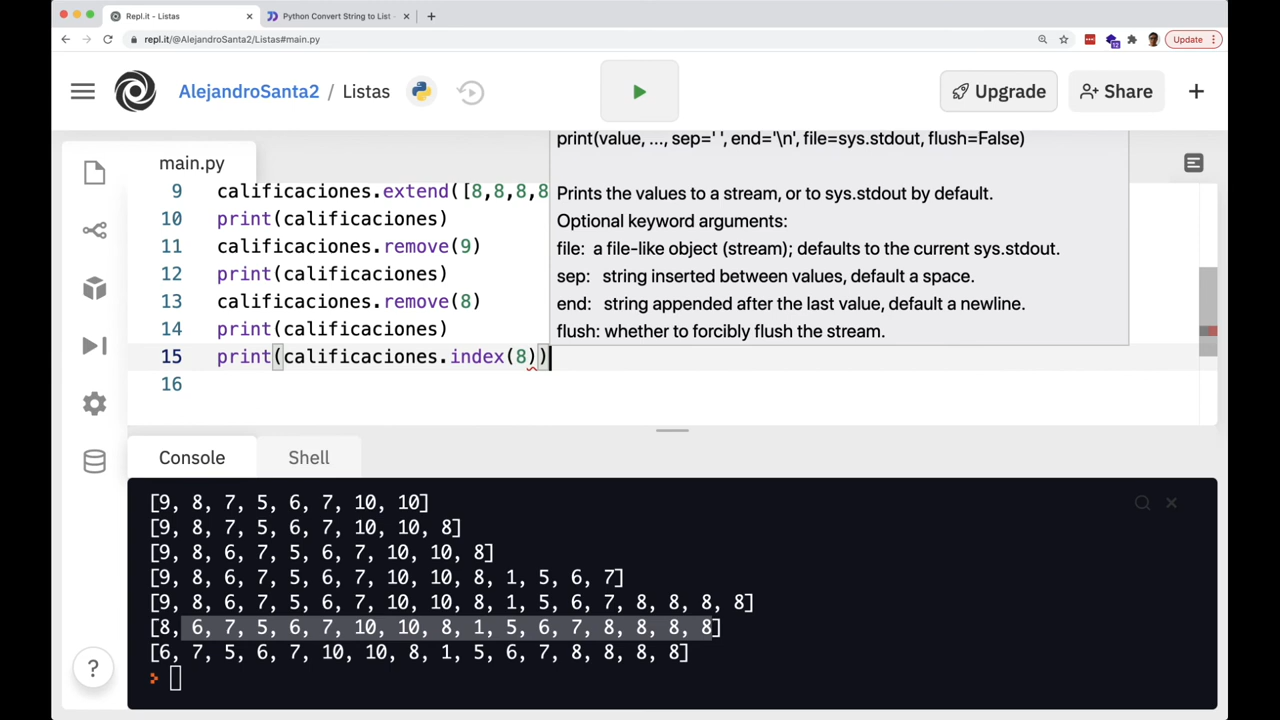 Repl.it - Listas
Python Convert String to List -
repl.it/@AlejandroSanta2/Listas#main.py
12
Update
AlejandroSanta2 / Listas
Upgrade
Share
main.py
print(value, ..., sep=' ', end='\n', file=sys.stdout, flush=False)
Prints the values to a stream, or to sys.stdout by default.
Optional keyword arguments:
file: a file-like object (stream); defaults to the current sys.stdout.
sep: string inserted between values, default a space.
end: string appended after the last value, default a newline.
flush: whether to forcibly flush the stream.
9 calificaciones.extend([8,8,8,8
10 print(calificaciones)
11 calificaciones.remove(9)
12 print(calificaciones)
13 calificaciones.remove(8)
14 print(calificaciones)
15 print(calificaciones.index(8))
16
Console
Shell
[9, 8, 7, 5, 6, 7, 10, 10]
[9, 8, 7, 5, 6, 7, 10, 10, 8]
[9, 8, 6, 7, 5, 6, 7, 10, 10, 8]
[9, 8, 6, 7, 5, 6, 7, 10, 10, 8, 1, 5, 6, 7]
[9, 8, 6, 7, 5, 6, 7, 10, 10, 8, 1, 5, 6, 7, 8, 8, 8, 8]
[8, 6, 7, 5, 6, 7, 10, 10, 8, 1, 5, 6, 7, 8, 8, 8, 8]
[6, 7, 5, 6, 7, 10, 10, 8, 1, 5, 6, 7, 8, 8, 8, 8]
?